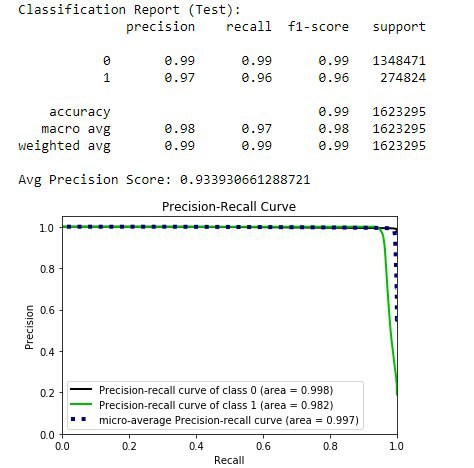 Classification Report (Test):
precision recall f1-score support
0 0.99 0.99 0.99 1348471
1 0.97 0.96 0.96 274824
accuracy 0.99 1623295
macro avg 0.98 0.97 0.98 1623295
weighted avg 0.99 0.99 0.99 1623295
Avg Precision Score: 0.933930661288721
Precision-Recall Curve
1.0
0.8
0.6
0.4
0.2
0.0
Precision
Precision-recall curve of class 0 (area = 0.998)
Precision-recall curve of class 1 (area = 0.982)
micro-average Precision-recall curve (area = 0.997)
0.0 0.2 0.4 0.6 0.8 1.0
Recall